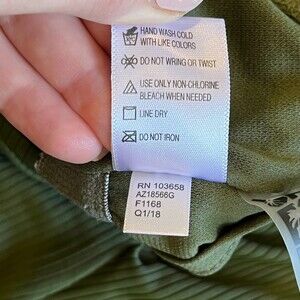 HAND WASH COLD
WITH LIKE COLORS
DO NOT WRING OR TWIST
USE ONLY NON-CHLORINE
BLEACH WHEN NEEDED
LINE DRY
DO NOT IRON
RN 103658
AZ18566G
F1168
Q1/18